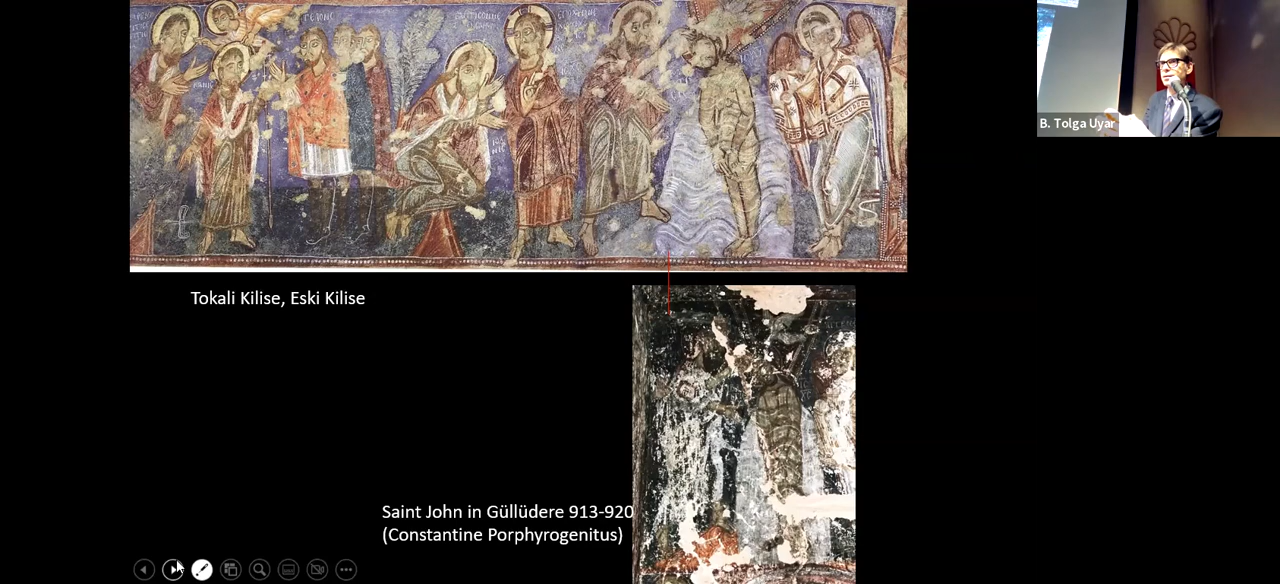 B. Tolga Uyar
Tokali Kilise, Eski Kilise
Saint John in Güllüdere 913-920
(Constantine Porphyrogenitus)